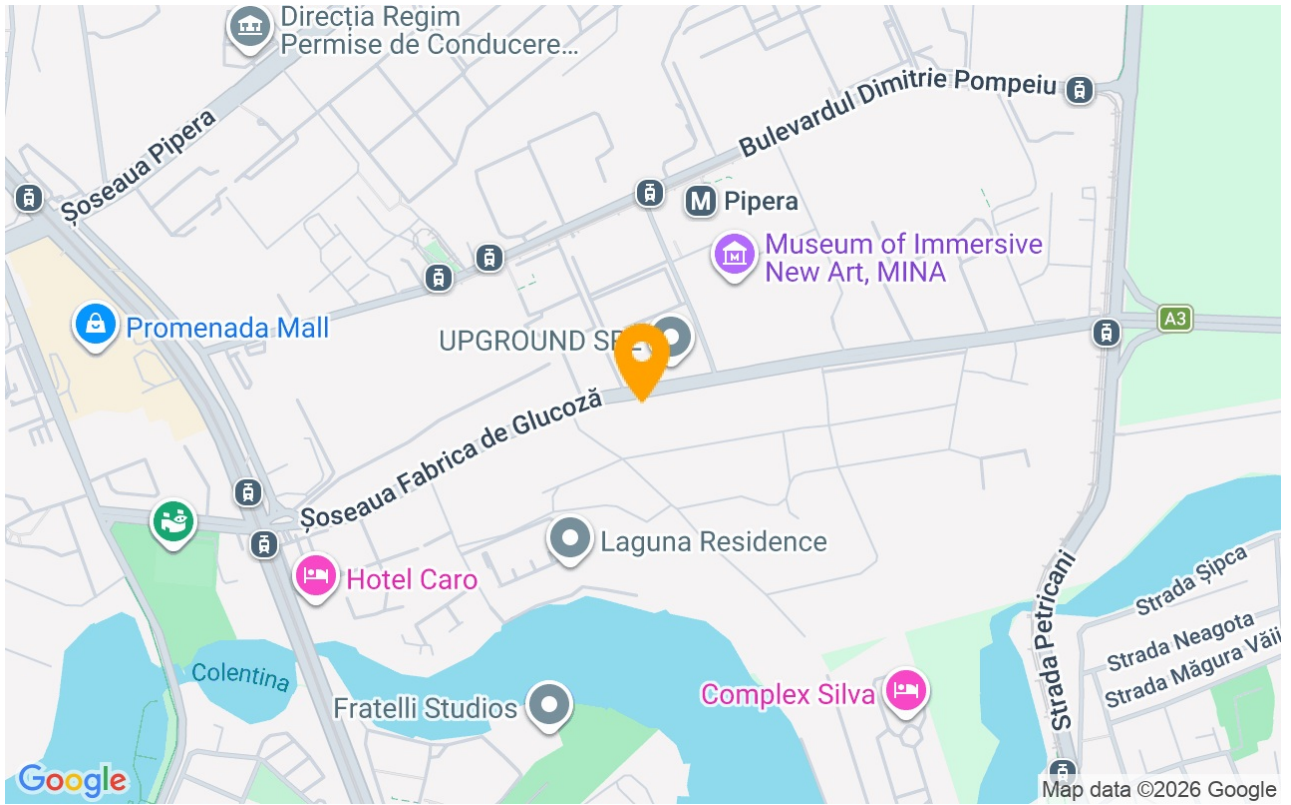 Direcția Regim
Permise de Conducere...
Șoseaua Pipera
Bulevardul Dimitrie Pompeiu
M Pipera
Museum of Immersive
New Art, MINA
Promenada Mall
UPGROUND
A3
Șoseaua Fabrica de Glucoză
Laguna Residence
Hotel Caro
Strada Șipca
Strada Petricani
Strada Neagota
Strada Măgura Văii
Colentina
Complex Silva
Fratelli Studios
Google
Map data ©2026 Google